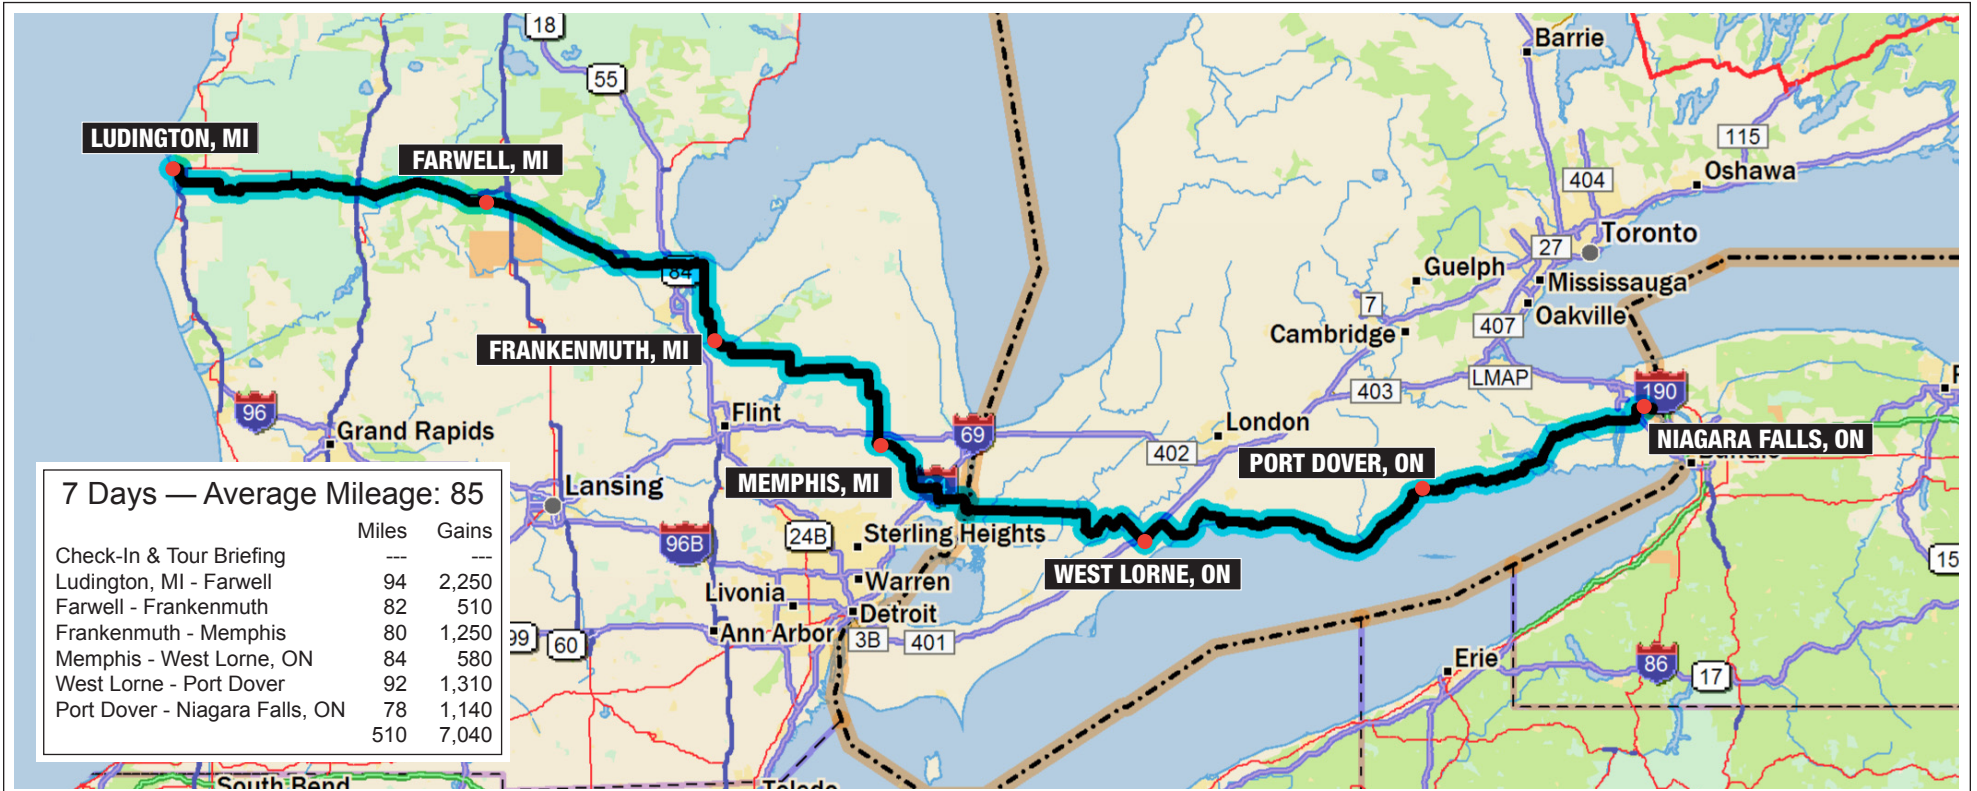 18
Barrie
55
115
LUDINGTON, MI
FARWELL, MI
Oshawa
404
Toronto
27
84
Guelph
Mississauga
7
Oakville
407
Cambridge
FRANKENMUTH, MI
LMAP
403
190
96
Flint
Grand Rapids
69
London
NIAGARA FALLS, ON
402
PORT DOVER, ON
MEMPHIS, MI
Lansing
7 Days — Average Mileage: 85
Miles Gains
Check-In & Tour Briefing --- ---
Ludington, MI - Farwell 94 2,250
Farwell - Frankenmuth 82 510
Frankenmuth - Memphis 80 1,250
Memphis - West Lorne, ON 84 580
West Lorne - Port Dover 92 1,310
Port Dover - Niagara Falls, ON 78 1,140
510 7,040
96B
24B
Sterling Heights
WEST LORNE, ON
15
Warren
Livonia
Detroit
Ann Arbor
3B
401
99
60
Erie
86
17
South Bend
Toledo